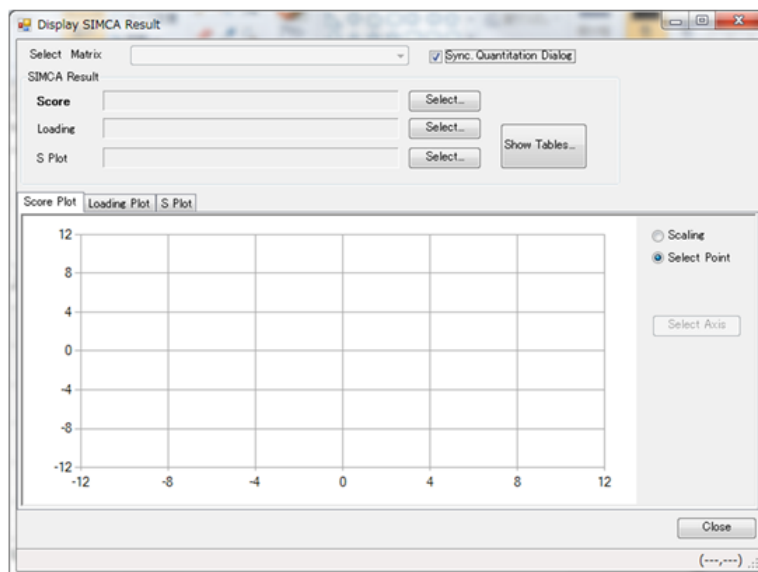 Display SIMCA Result
Select Matrix
Sync. Quantitation Dialog
SIMCA Result
Score
Select...
Loading
Select...
Show Tables...
S Plot
Select...
Score Plot Loading Plot S Plot
12
8
4
0
-4
-8
-12
-12 -8 -4 0 4 8 12
Scaling
Select Point
Select Axis
Close
(---,---)